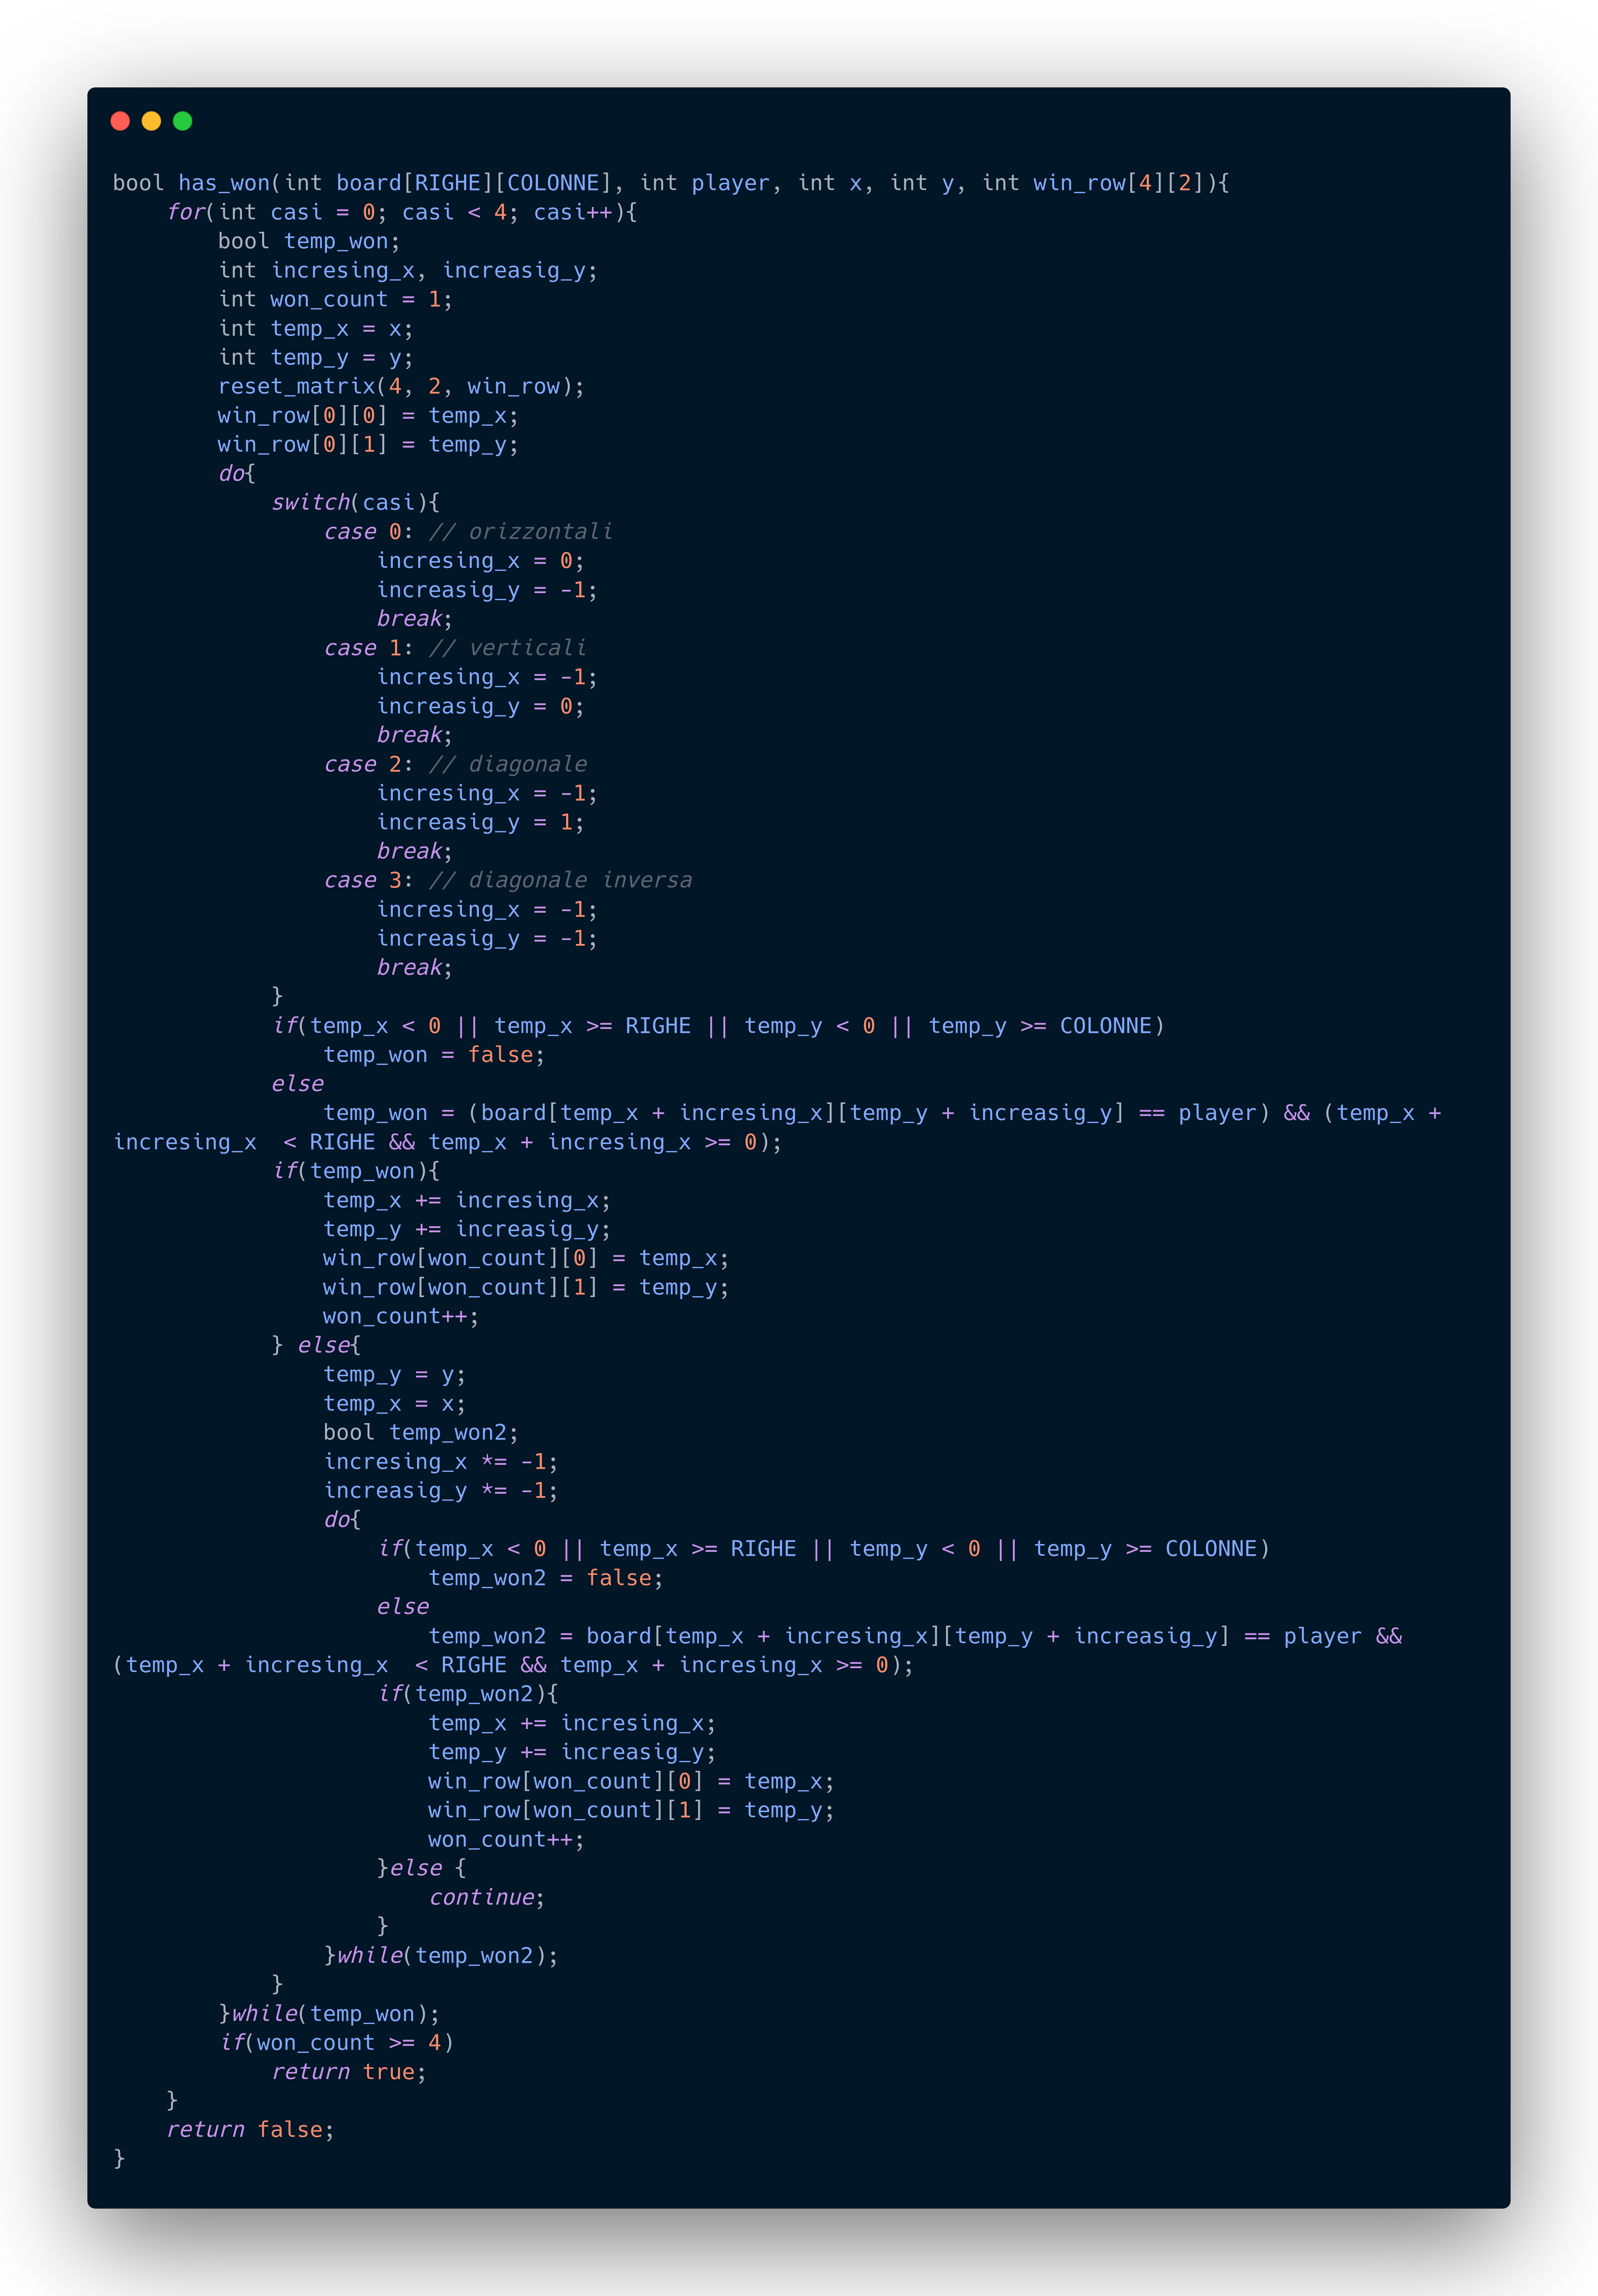 bool has_won(int board[RIGHE][COLONNE], int player, int x, int y, int win_row[4][2]){
    for(int casi = 0; casi < 4; casi++){
        bool temp_won;
        int incresing_x, increasig_y;
        int won_count = 1;
        int temp_x = x;
        int temp_y = y;
        reset_matrix(4, 2, win_row);
        win_row[0][0] = temp_x;
        win_row[0][1] = temp_y;
        do{
            switch(casi){
                case 0: // orizzontali
                    incresing_x = 0;
                    increasig_y = -1;
                    break;
                case 1: // verticali
                    incresing_x = -1;
                    increasig_y = 0;
                    break;
                case 2: // diagonale
                    incresing_x = -1;
                    increasig_y = 1;
                    break;
                case 3: // diagonale inversa
                    incresing_x = -1;
                    increasig_y = -1;
                    break;
            }
            if(temp_x < 0 || temp_x >= RIGHE || temp_y < 0 || temp_y >= COLONNE)
                temp_won = false;
            else
                temp_won = (board[temp_x + incresing_x][temp_y + increasig_y] == player) && (temp_x +
incresing_x  < RIGHE && temp_x + incresing_x >= 0);
            if(temp_won){
                temp_x += incresing_x;
                temp_y += increasig_y;
                win_row[won_count][0] = temp_x;
                win_row[won_count][1] = temp_y;
                won_count++;
            } else{
                temp_y = y;
                temp_x = x;
                bool temp_won2;
                incresing_x *= -1;
                increasig_y *= -1;
                do{
                    if(temp_x < 0 || temp_x >= RIGHE || temp_y < 0 || temp_y >= COLONNE)
                        temp_won2 = false;
                    else
                        temp_won2 = board[temp_x + incresing_x][temp_y + increasig_y] == player &&
(temp_x + incresing_x  < RIGHE && temp_x + incresing_x >= 0);
                    if(temp_won2){
                        temp_x += incresing_x;
                        temp_y += increasig_y;
                        win_row[won_count][0] = temp_x;
                        win_row[won_count][1] = temp_y;
                        won_count++;
                    }else {
                        continue;
                    }
                }while(temp_won2);
            }
        }while(temp_won);
        if(won_count >= 4)
            return true;
    }
    return false;
}